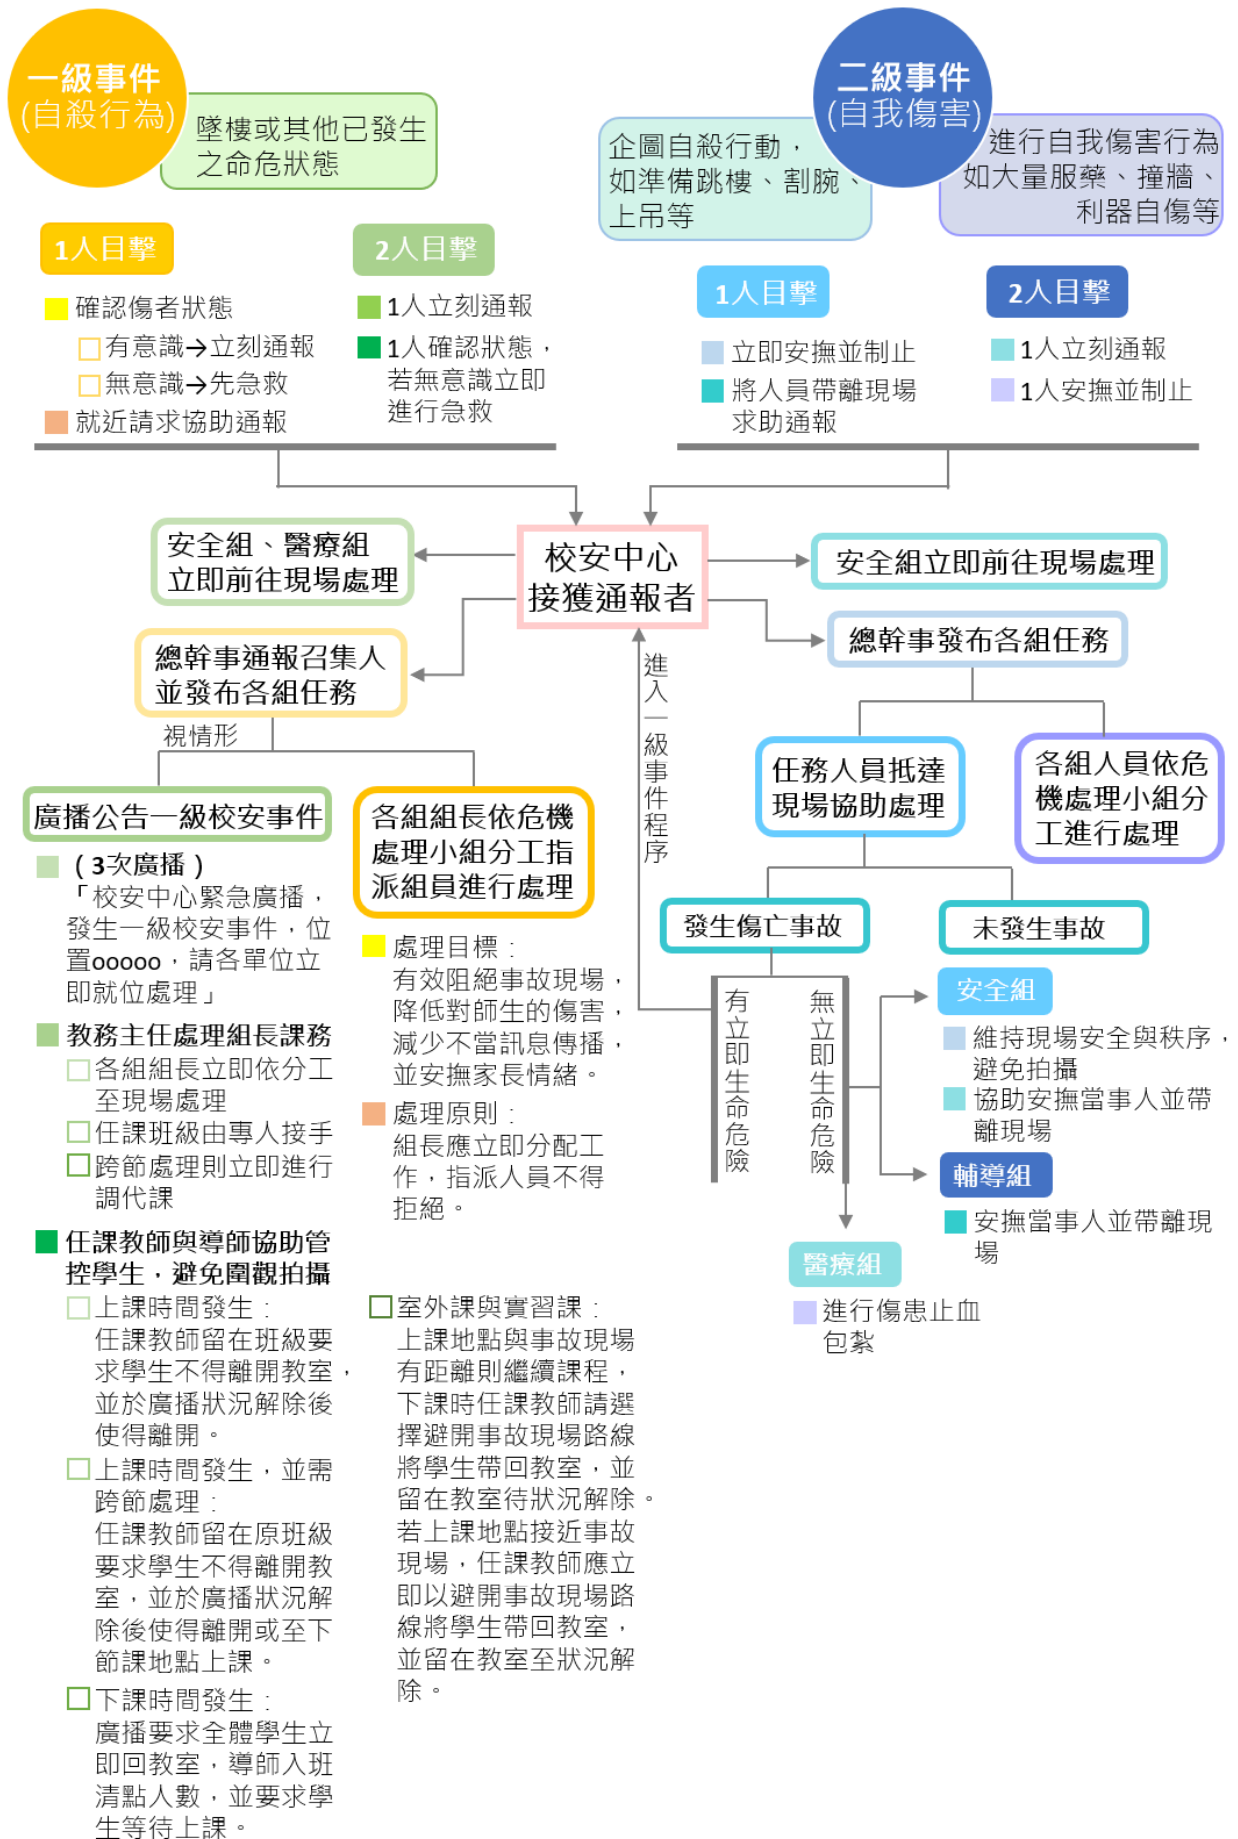 一級事件
(自殺行為)
墜樓或其他已發生
之命危狀態
1人目擊
確認傷者狀態
有意識→立刻通報
無意識→先急救
就近請求協助通報
2人目擊
1人立刻通報
1人確認狀態，
若無意識立即
進行急救
二級事件
(自我傷害)
企圖自殺行動，
如準備跳樓、割腕、
上吊等
進行自我傷害行為
如大量服藥、撞牆、
利器自傷等
1人目擊
立即安撫並制止
將人員帶離現場
求助通報
2人目擊
1人立刻通報
1人安撫並制止
校安中心
接獲通報者
安全組、醫療組
立即前往現場處理
總幹事通報召集人
並發布各組任務
視情形
廣播公告一級校安事件
（3次廣播）
「校安中心緊急廣播，
發生一級校安事件，位
置ooooo，請各單位立
即就位處理」
教務主任處理組長課務
各組組長立即依分工
至現場處理
任課班級由專人接手
跨節處理則立即進行
調代課
任課教師與導師協助管
控學生，避免圍觀拍攝
上課時間發生：
任課教師留在班級要
求學生不得離開教室，
並於廣播狀況解除後
使得離開。
上課時間發生，並需
跨節處理：
任課教師留在原班級
要求學生不得離開教
室，並於廣播狀況解
除後使得離開或至下
節課地點上課。
下課時間發生：
廣播要求全體學生立
即回教室，導師入班
清點人數，並要求學
生等待上課。
各組組長依危機
處理小組分工指
派組員進行處理
處理目標：
有效阻絕事故現場，
降低對師生的傷害，
減少不當訊息傳播，
並安撫家長情緒。
處理原則：
組長應立即分配工
作，指派人員不得
拒絕。
室外課與實習課：
上課地點與事故現場
有距離則繼續課程，
下課時任課教師請選
擇避開事故現場路線
將學生帶回教室，並
留在教室待狀況解除。
若上課地點接近事故
現場，任課教師應立
即以避開事故現場路
線將學生帶回教室，
並留在教室至狀況解
除。
安全組立即前往現場處理
總幹事發布各組任務
進入一級事件程序
任務人員抵達
現場協助處理
各組人員依危
機處理小組分
工進行處理
發生傷亡事故
未發生事故
有立即生命危險
無立即生命危險
安全組
維持現場安全與秩序，
避免拍攝
協助安撫當事人並帶
離現場
輔導組
安撫當事人並帶離現
場
醫療組
進行傷患止血
包紮